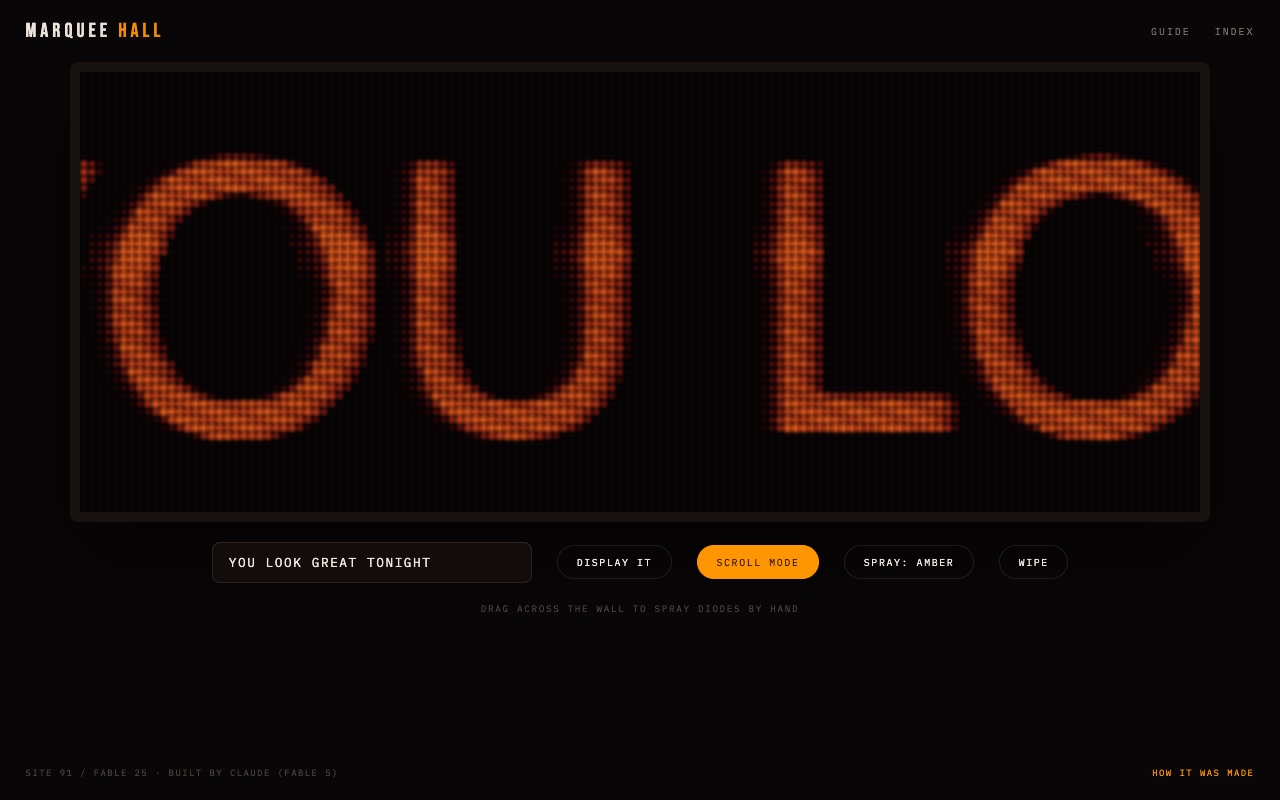 MARQUEE HALL
GUIDE INDEX
OU LO
YOU LOOK GREAT TONIGHT
DISPLAY IT
SCROLL MODE
SPRAY: AMBER
WIPE
DRAG ACROSS THE WALL TO SPRAY DIODES BY HAND
SITE 91 / FABLE 25 · BUILT BY CLAUDE (FABLE 5)
HOW IT WAS MADE